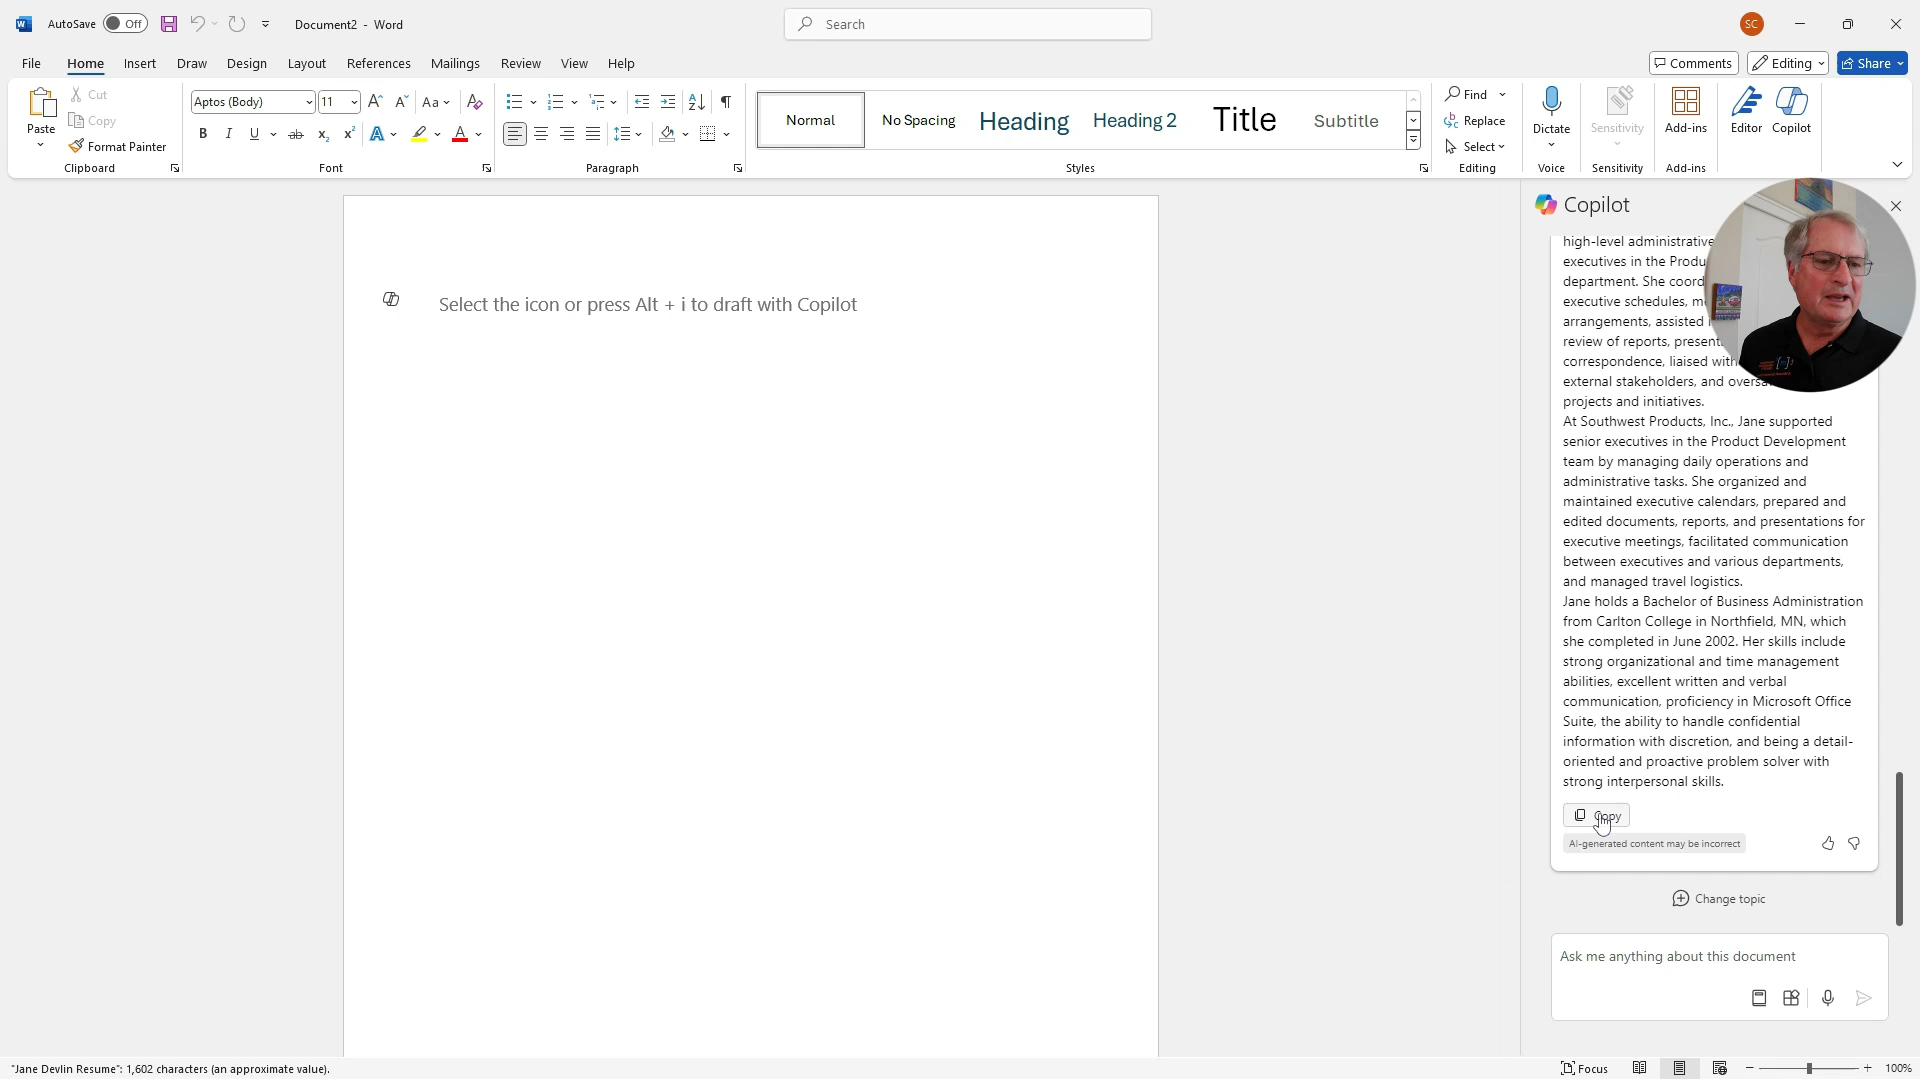 AutoSave Off Document2 - Word Search SC
File Home Insert Draw Design Layout References Mailings Review View Help Comments Editing Share
Paste Cut
Copy
Format Painter
Clipboard
Aptos (Body) 11 Aa
B I U ab x2 x2 A A
Font
Paragraph
Normal No Spacing Heading Heading 2 Title Subtitle
Styles
Find
Replace
Select
Editing
Dictate
Voice
Sensitivity
Sensitivity
Add-ins
Add-ins
Editor Copilot
Select the icon or press Alt + i to draft with Copilot
Copilot
high-level administrative
executives in the
department. She
executive schedules,
arrangements, assisted
review of reports,
correspondence, liaised
external stakeholders, and
projects and initiatives.
At Southwest Products, Inc., Jane supported
senior executives in the Product Development
team by managing daily operations and
administrative tasks. She organized and
maintained executive calendars, prepared and
edited documents, reports, and presentations for
executive meetings, facilitated communication
between executives and various departments,
and managed travel logistics.
Jane holds a Bachelor of Business Administration
from Carlton College in Northfield, MN, which
she completed in June 2002. Her skills include
strong organizational and time management
abilities, excellent written and verbal
communication, proficiency in Microsoft Office
Suite, the ability to handle confidential
information with discretion, and being a detail-
oriented and proactive problem solver with
strong interpersonal skills.
Copy
AI-generated content may be incorrect
Change topic
Ask me anything about this document
"Jane Devlin Resume": 1,602 characters (an approximate value). Focus 100%